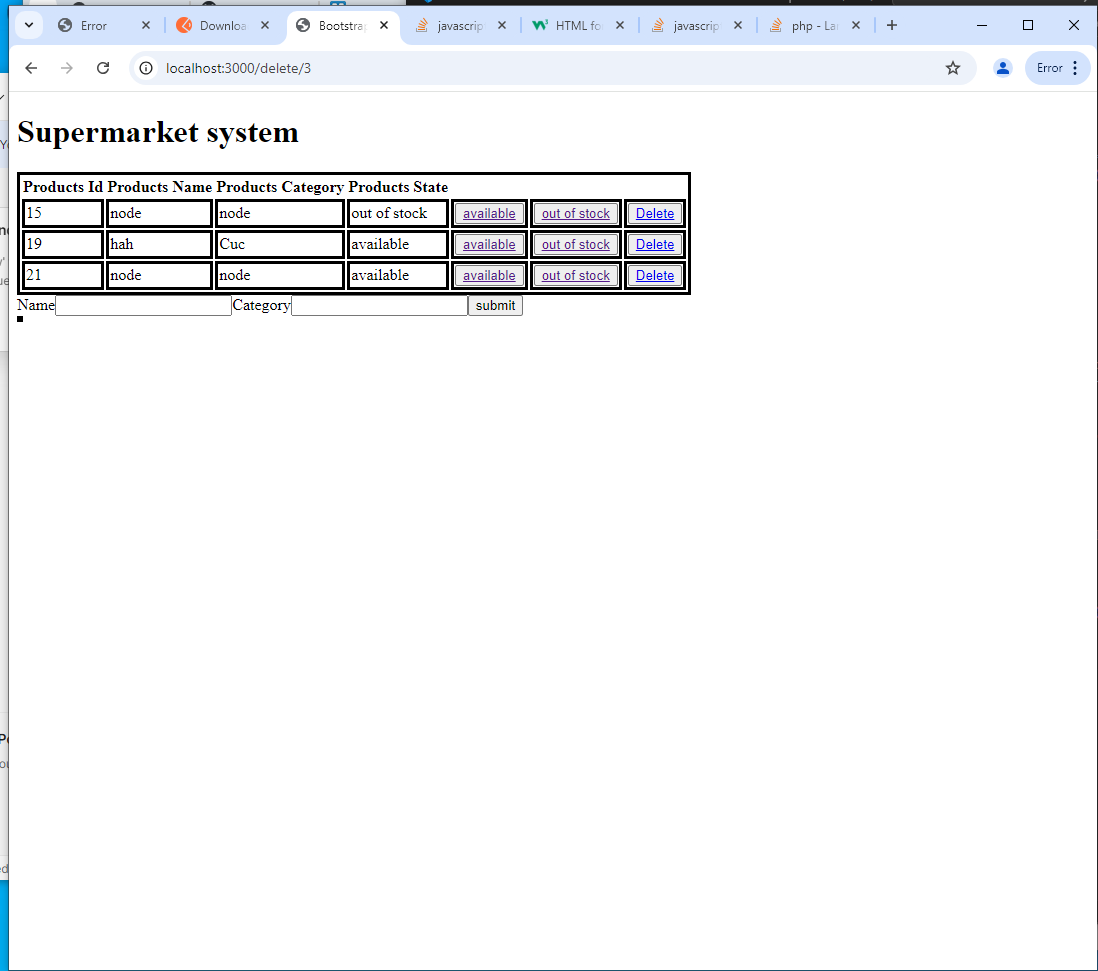 Error
Downloa
Bootstra
javascrip
HTML fo
javascrip
php - La
localhost:3000/delete/3
Error
Supermarket system
Products Id Products Name Products Category Products State
15 node node out of stock available out of stock Delete
19 hah Cuc available available out of stock Delete
21 node node available available out of stock Delete
Name Category submit